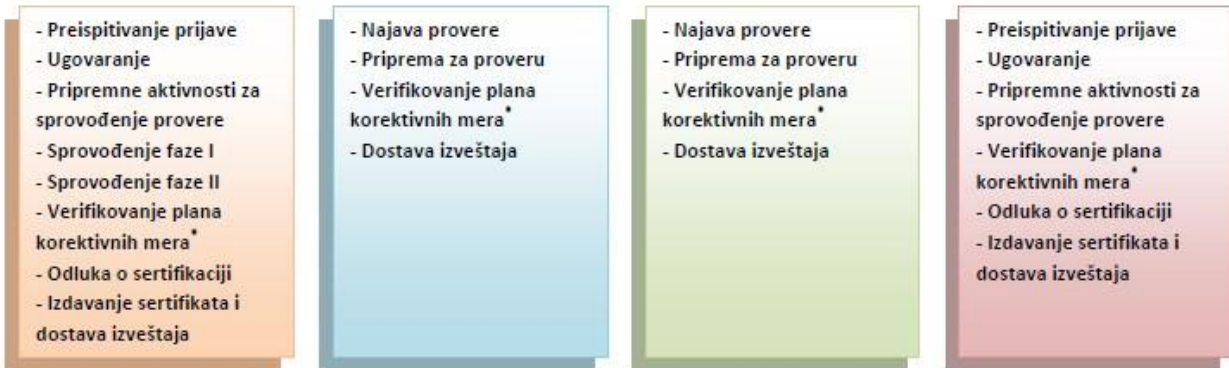 - Preispitivanje prijave
- Ugovaranje
- Pripremne aktivnosti za
sprovođenje provere
- Sprovođenje faze I
- Sprovođenje faze II
- Verifikovanje plana
korektivnih mera*
- Odluka o sertifikaciji
- Izdavanje sertifikata i
dostava izveštaja
- Najava provere
- Priprema za proveru
- Verifikovanje plana
korektivnih mera*
- Dostava izveštaja
- Najava provere
- Priprema za proveru
- Verifikovanje plana
korektivnih mera*
- Dostava izveštaja
- Preispitivanje prijave
- Ugovaranje
- Pripremne aktivnosti za
sprovođenje provere
- Verifikovanje plana
korektivnih mera*
- Odluka o sertifikaciji
- Izdavanje sertifikata i
dostava izveštaja